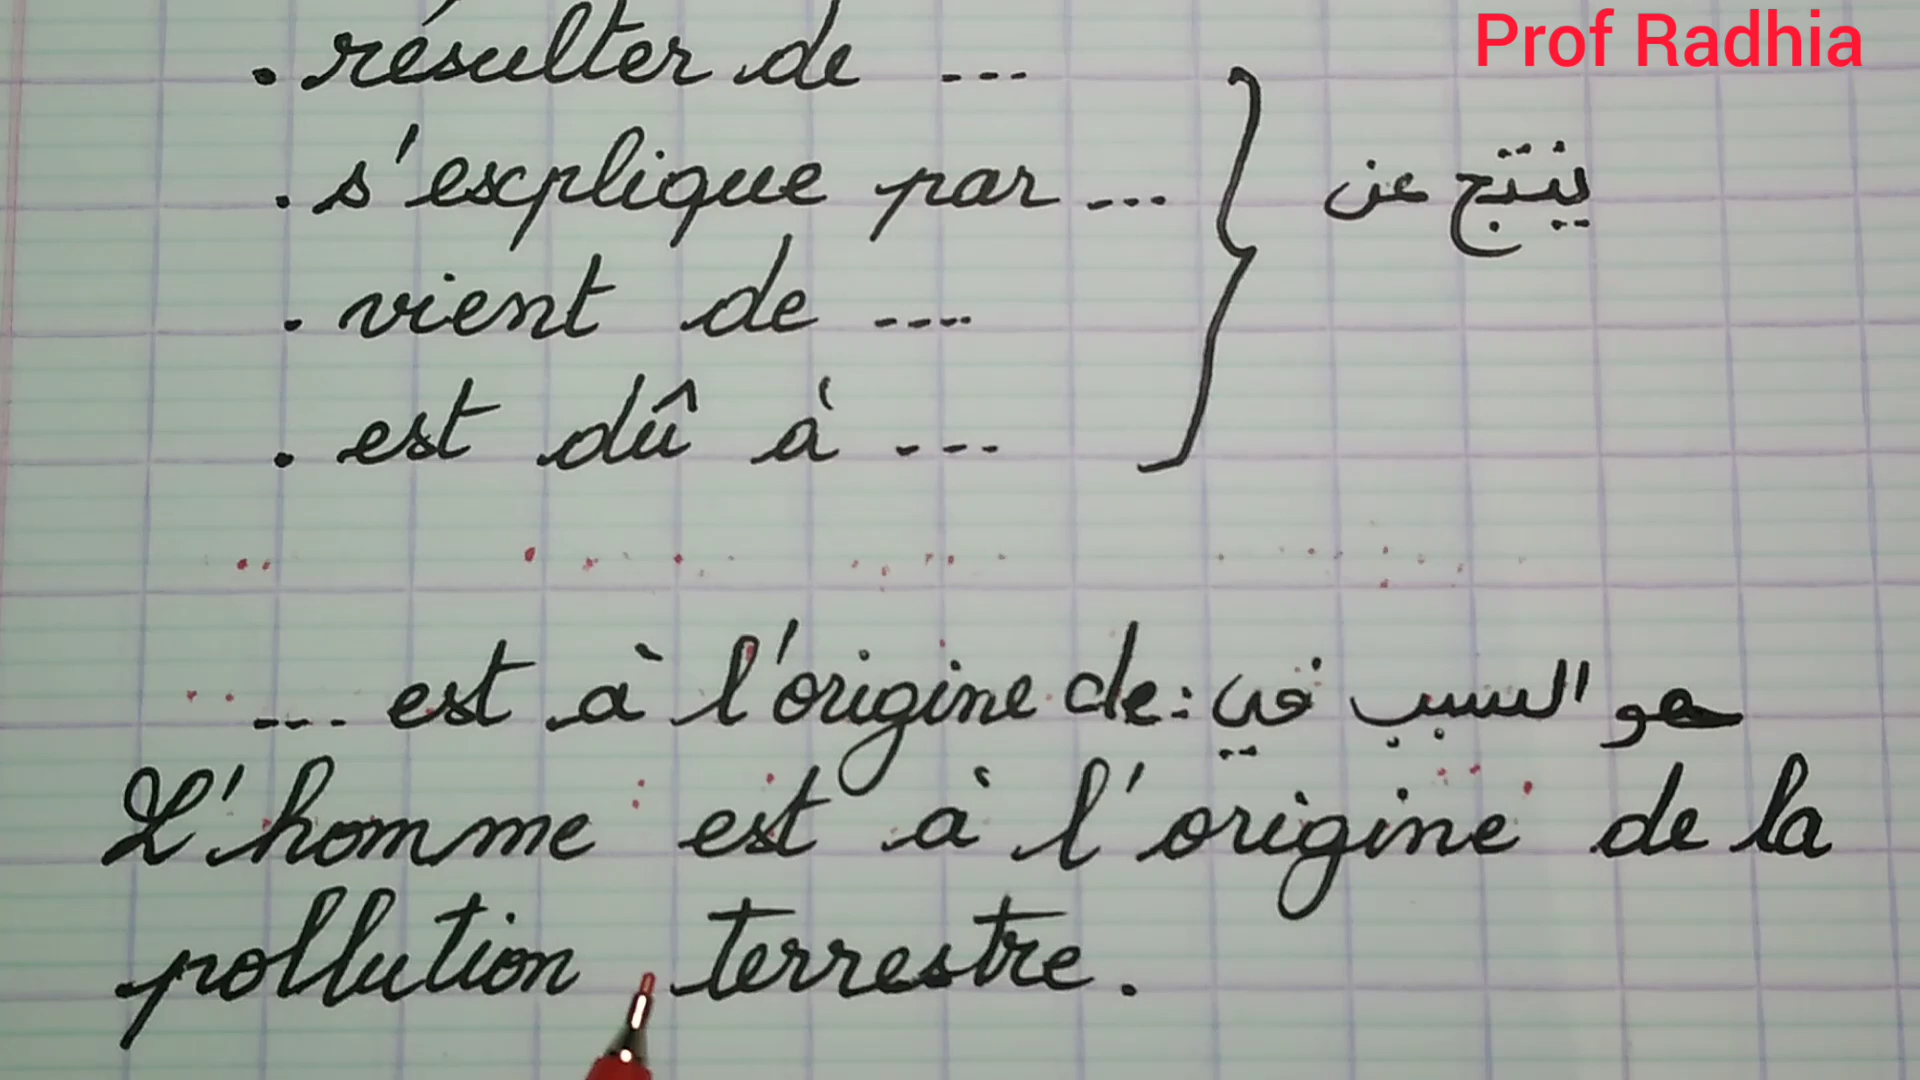 Prof Radhia
. résulter de ---
. s'explique par ... ينتج عن
. vient de ----
. est dû à ---
--- est à l'origine de : هو السبب في
L'homme est à l'origine de la
pollution terrestre.